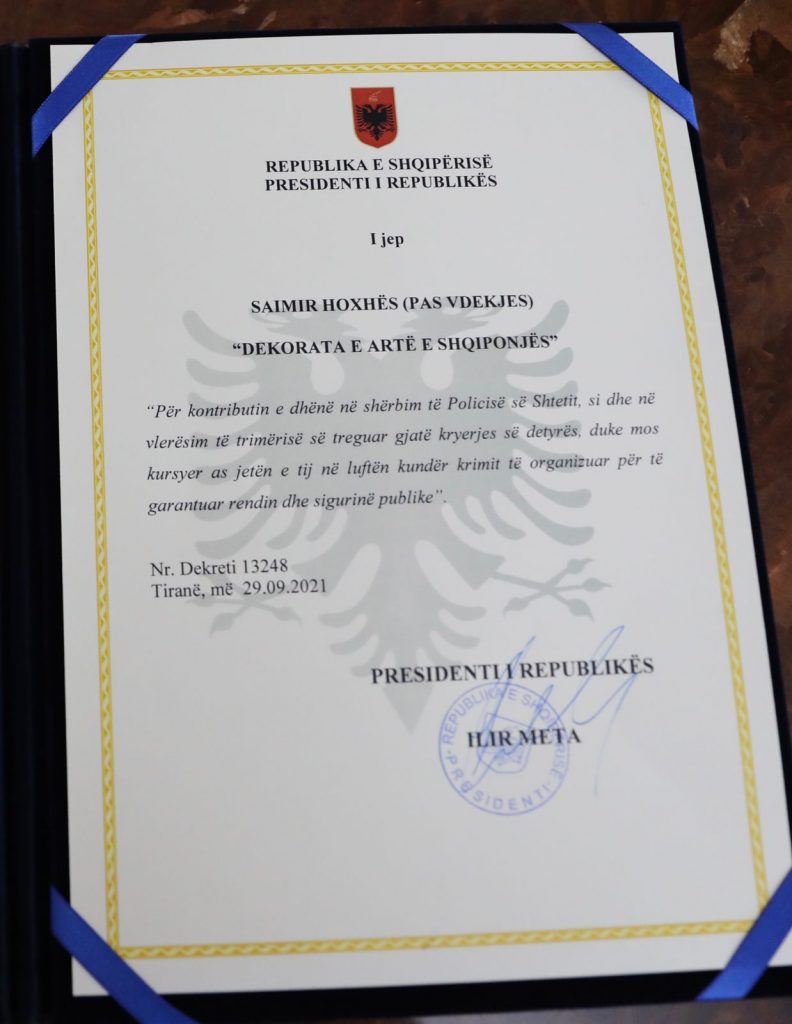 REPUBLIKA E SHQIPËRISË
PRESIDENTI I REPUBLIKËS
I jep
SAIMIR HOXHËS (PAS VDEKJES)
“DEKORATA E ARTË E SHQIPONJËS”
“Për kontributin e dhënë në shërbim të Policisë së Shtetit, si dhe në
vlerësim të trimërisë së treguar gjatë kryerjes së detyrës, duke mos
kursyer as jetën e tij në luftën kundër krimit të organizuar për të
garantuar rendin dhe sigurinë publike”.
Nr. Dekreti 13248
Tiranë, më 29.09.2021
PRESIDENTI I REPUBLIKËS
ILIR META
REPUBLIKA E SHQIPËRISË
PRESIDENTI